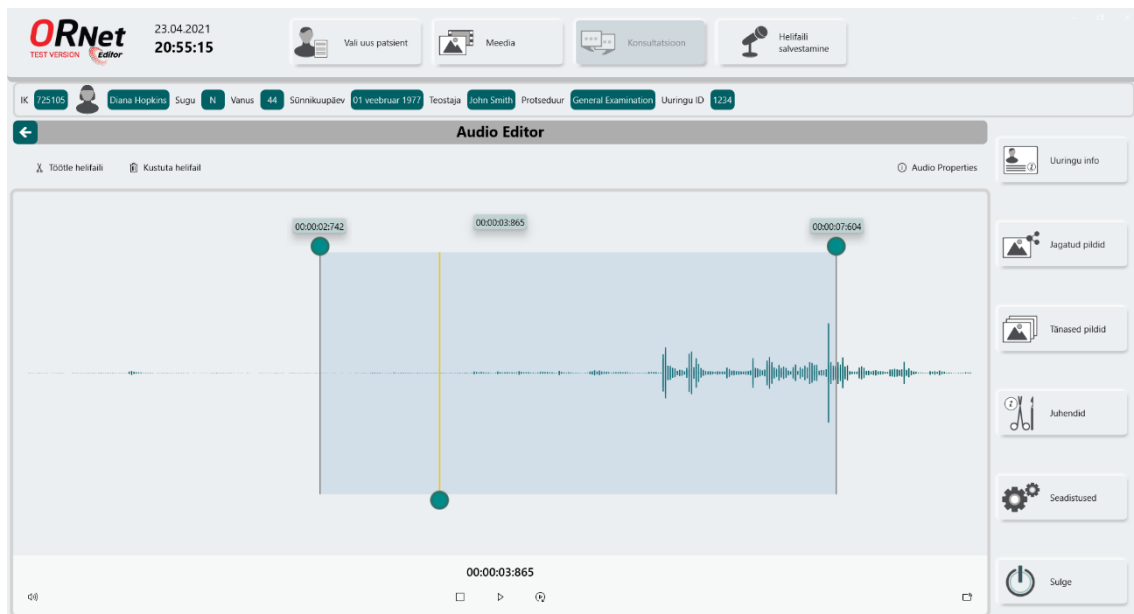 ORNet
TEST VERSION Editor
23.04.2021
20:55:15
Vali uus patsient
Meedia
Konsultatsioon
Helifaili
salvestamine
IK 725105 Diana Hopkins Sugu N Vanus 44 Sünnikuupäev 01 veebruar 1977 Teostaja John Smith Protseduur General Examination Uuringu ID 1234
Audio Editor
Töötle helifaili
Kustuta helifail
Audio Properties
00:00:02:742
00:00:03:865
00:00:07:604
00:00:03:865
Uuringu info
Jagatud pildid
Tänased pildid
Juhendid
Seadistused
Sulge